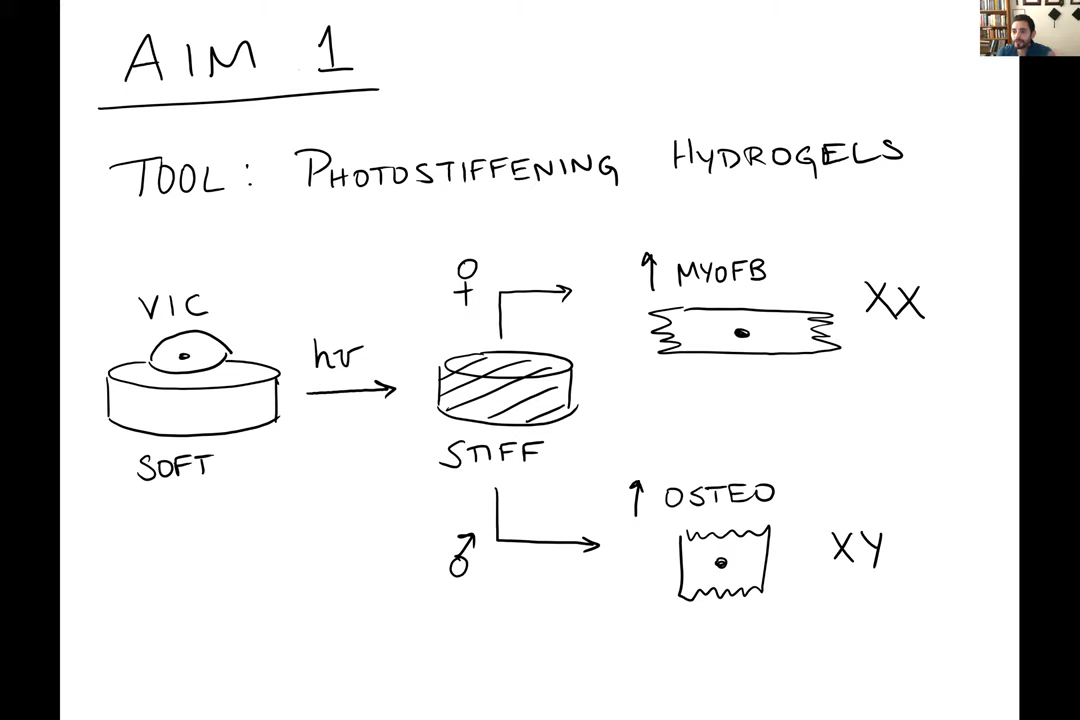 AIM 1
TOOL: PHOTOSTIFFENING HYDROGELS
VIC
SOFT
hν
♀
STIFF
♂
↑ MYOFB
XX
↑ OSTEO
XY